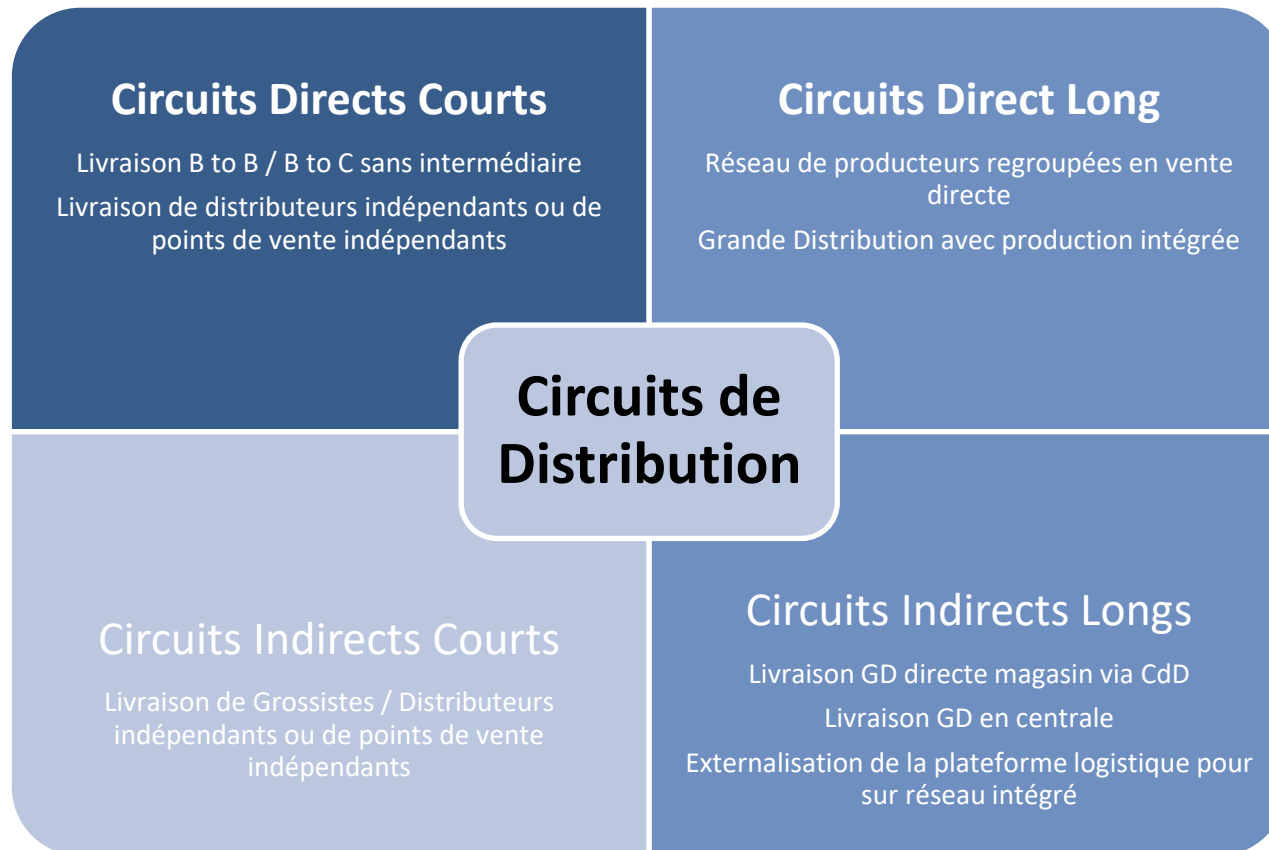 Circuits Directs Courts
Livraison B to B / B to C sans intermédiaire
Livraison de distributeurs indépendants ou de
points de vente indépendants
Circuits Direct Long
Réseau de producteurs regroupées en vente
directe
Grande Distribution avec production intégrée
Circuits de
Distribution
Circuits Indirects Courts
Livraison de Grossistes / Distributeurs
indépendants ou de points de vente
indépendants
Circuits Indirects Longs
Livraison GD directe magasin via CdD
Livraison GD en centrale
Externalisation de la plateforme logistique pour
sur réseau intégré